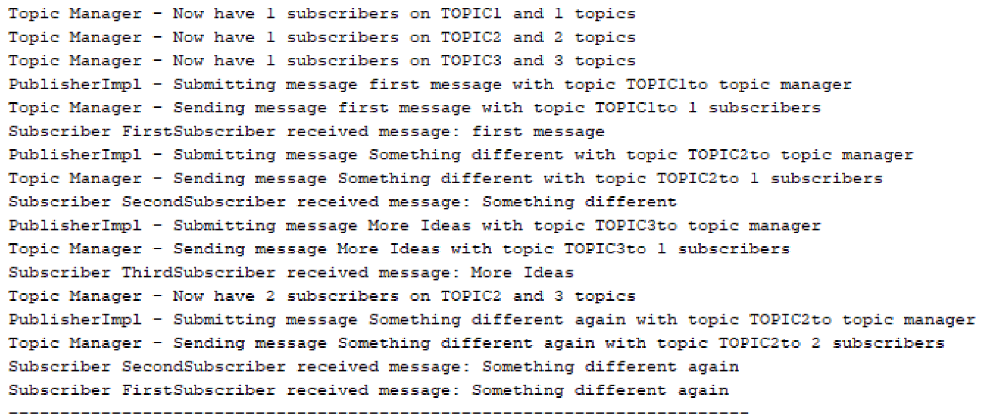 Topic Manager - Now have 1 subscribers on TOPIC1 and 1 topics
Topic Manager - Now have 1 subscribers on TOPIC2 and 2 topics
Topic Manager - Now have 1 subscribers on TOPIC3 and 3 topics
PublisherImpl - Submitting message first message with topic TOPIC1to topic manager
Topic Manager - Sending message first message with topic TOPIC1to 1 subscribers
Subscriber FirstSubscriber received message: first message
PublisherImpl - Submitting message Something different with topic TOPIC2to topic manager
Topic Manager - Sending message Something different with topic TOPIC2to 1 subscribers
Subscriber SecondSubscriber received message: Something different
PublisherImpl - Submitting message More Ideas with topic TOPIC3to topic manager
Topic Manager - Sending message More Ideas with topic TOPIC3to 1 subscribers
Subscriber ThirdSubscriber received message: More Ideas
Topic Manager - Now have 2 subscribers on TOPIC2 and 3 topics
PublisherImpl - Submitting message Something different again with topic TOPIC2to topic manager
Topic Manager - Sending message Something different again with topic TOPIC2to 2 subscribers
Subscriber SecondSubscriber received message: Something different again
Subscriber FirstSubscriber received message: Something different again
------------------------------------------------------------------------